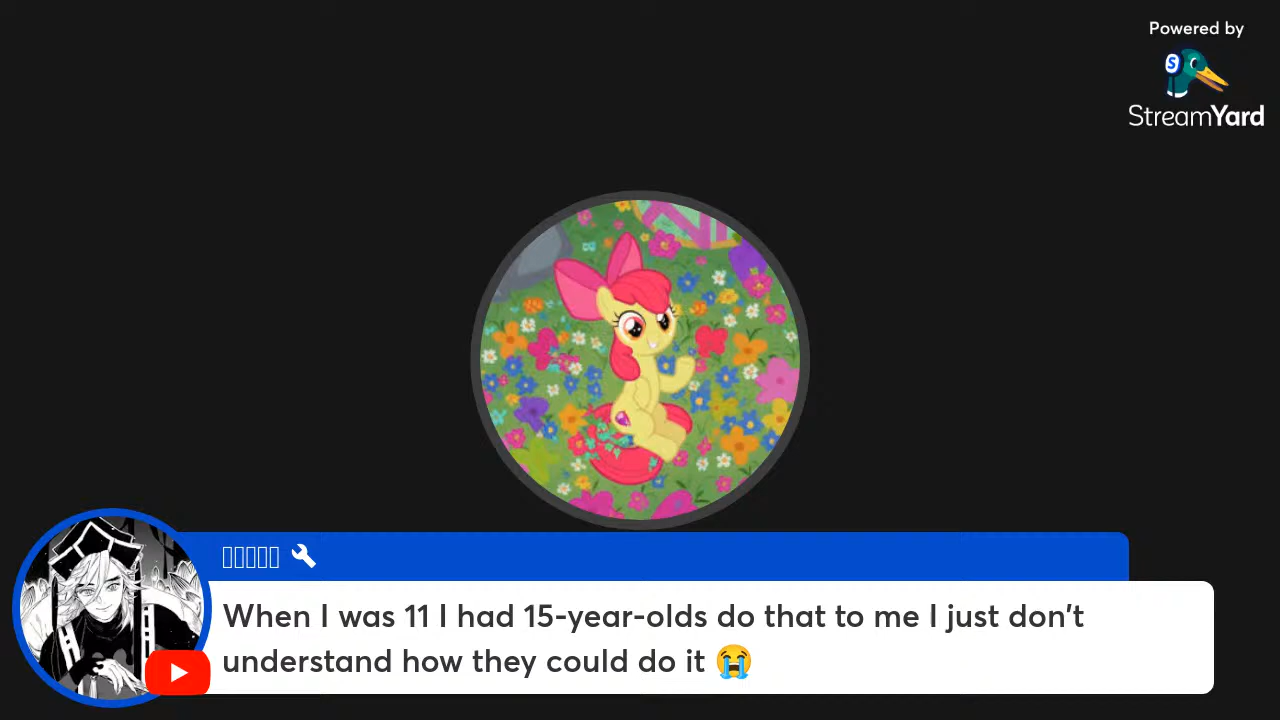 Powered by
S
StreamYard
When I was 11 I had 15-year-olds do that to me I just don't
understand how they could do it 😭